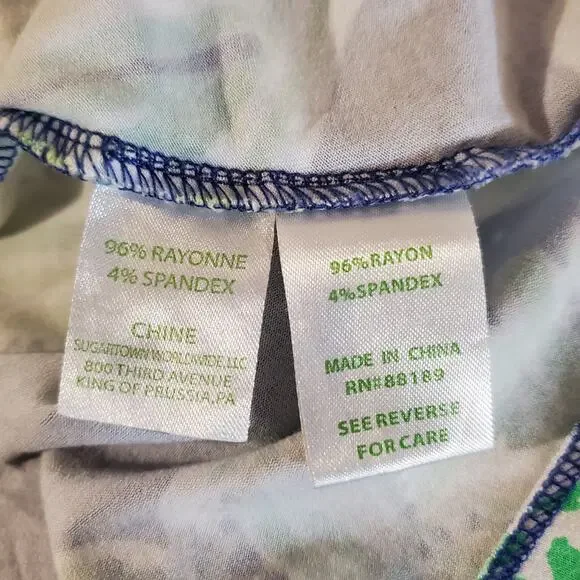 96% RAYONNE
4% SPANDEX
CHINE
SUGARTOWN WORLDWIDE, LLC
800 THIRD AVENUE
KING OF PRUSSIA, PA
96% RAYON
4% SPANDEX
MADE IN CHINA
RN#88189
SEE REVERSE
FOR CARE